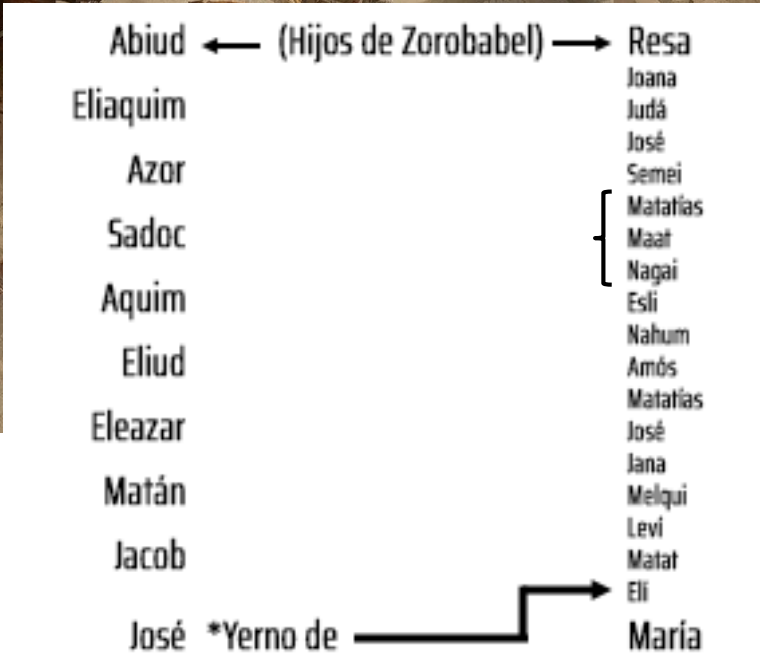 Abiud (Hijos de Zorobabel) Resa
Joana
Eliaquim
Judá
José
Azor
Semei
Matatías
Sadoc
Maat
Nagai
Aquim
Esli
Nahum
Eliud
Amós
Matatías
Eleazar
José
Jana
Matán
Melqui
Leví
Jacob
Matat
Elí
José *Yerno de María